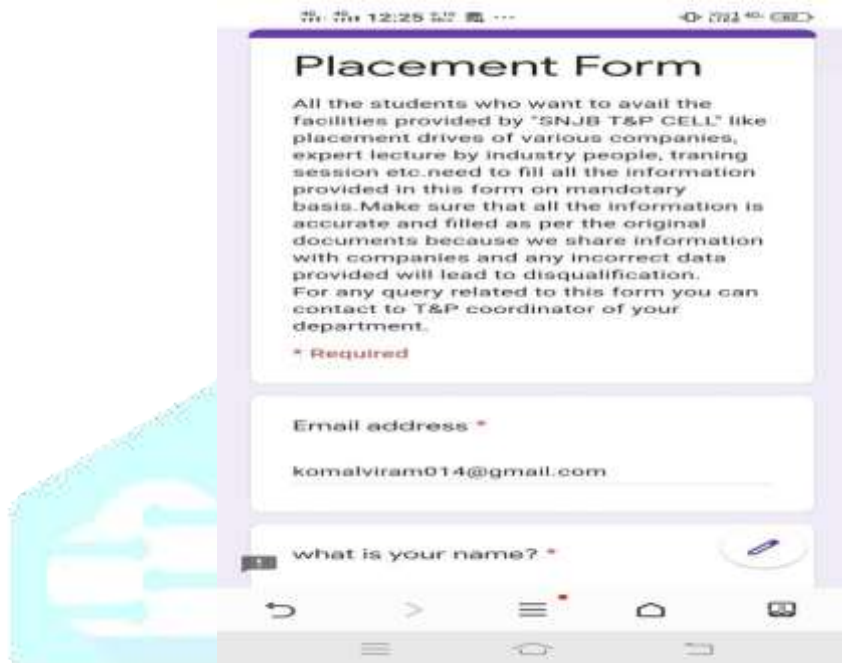 12:25
Placement Form
All the students who want to avail the
facilities provided by "SNJB T&P CELL" like
placement drives of various companies,
expert lecture by industry people, traning
session etc.need to fill all the information
provided in this form on mandotary
basis.Make sure that all the information is
accurate and filled as per the original
documents because we share information
with companies and any incorrect data
provided will lead to disqualification.
For any query related to this form you can
contact to T&P coordinator of your
department.
* Required
Email address *
komalviram014@gmail.com
what is your name? *